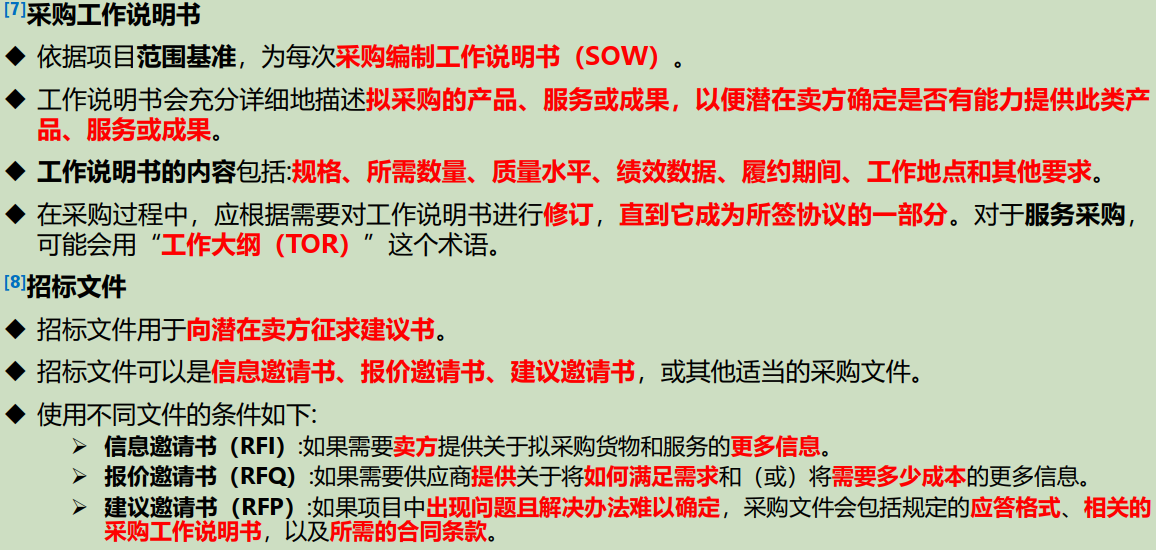 [7]采购工作说明书
◆ 依据项目范围基准，为每次采购编制工作说明书（SOW）。
◆ 工作说明书会充分详细地描述拟采购的产品、服务或成果，以便潜在卖方确定是否有能力提供此类产
品、服务或成果。
◆ 工作说明书的内容包括:规格、所需数量、质量水平、绩效数据、履约期间、工作地点和其他要求。
◆ 在采购过程中，应根据需要对工作说明书进行修订，直到它成为所签协议的一部分。对于服务采购，
可能会用“工作大纲（TOR）”这个术语。
[8]招标文件
◆ 招标文件用于向潜在卖方征求建议书。
◆ 招标文件可以是信息邀请书、报价邀请书、建议邀请书，或其他适当的采购文件。
◆ 使用不同文件的条件如下:
➢ 信息邀请书（RFI）:如果需要卖方提供关于拟采购货物和服务的更多信息。
➢ 报价邀请书（RFQ）:如果需要供应商提供关于将如何满足需求和（或）将需要多少成本的更多信息。
➢ 建议邀请书（RFP）:如果项目中出现问题且解决办法难以确定，采购文件会包括规定的应答格式、相关的
采购工作说明书，以及所需的合同条款。